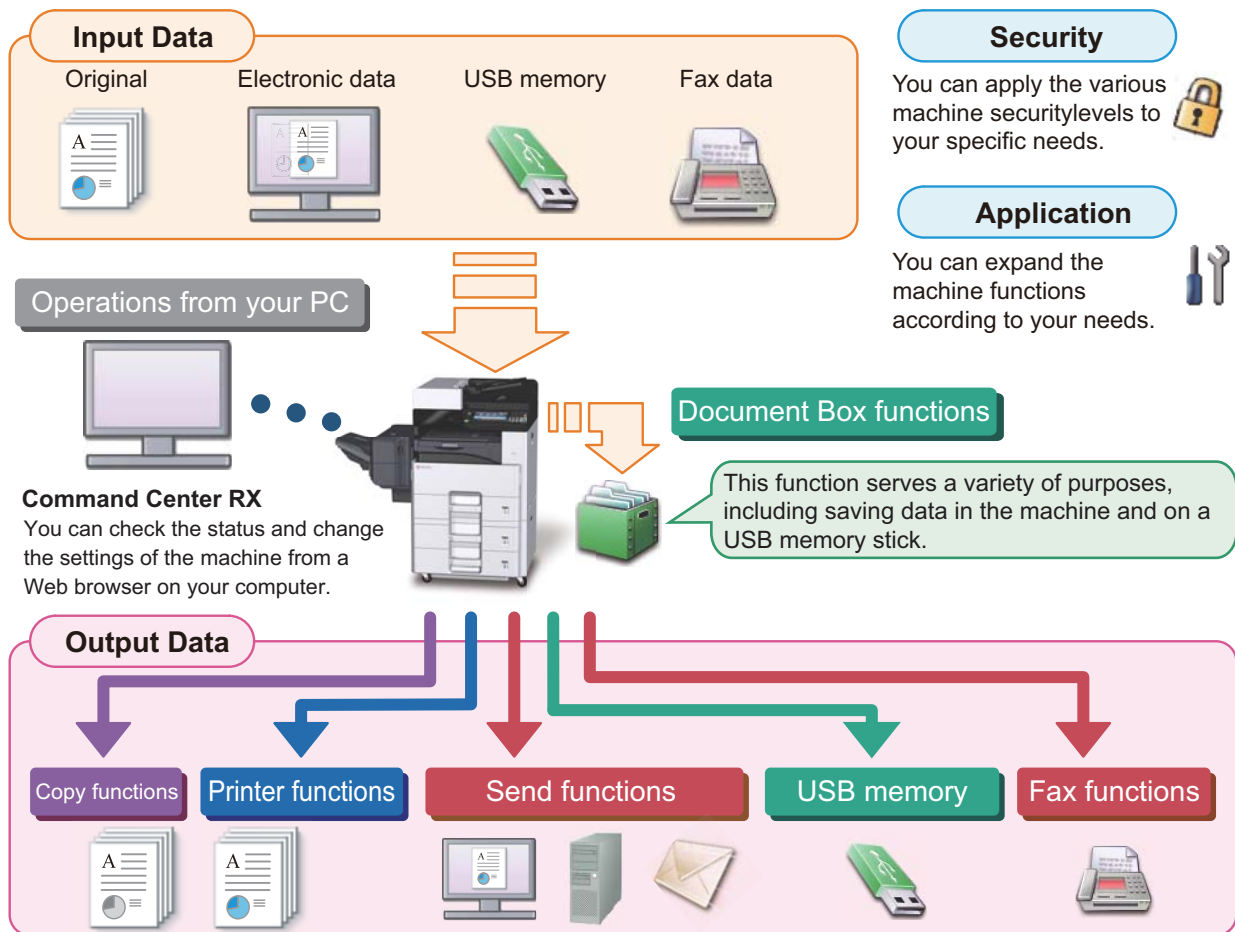 Input Data
Original
Electronic data
USB memory
Fax data
Security
You can apply the various
machine securitylevels to
your specific needs.
Application
You can expand the
machine functions
according to your needs.
Operations from your PC
Command Center RX
You can check the status and change
the settings of the machine from a
Web browser on your computer.
Document Box functions
This function serves a variety of purposes,
including saving data in the machine and on a
USB memory stick.
Output Data
Copy functions
Printer functions
Send functions
USB memory
Fax functions